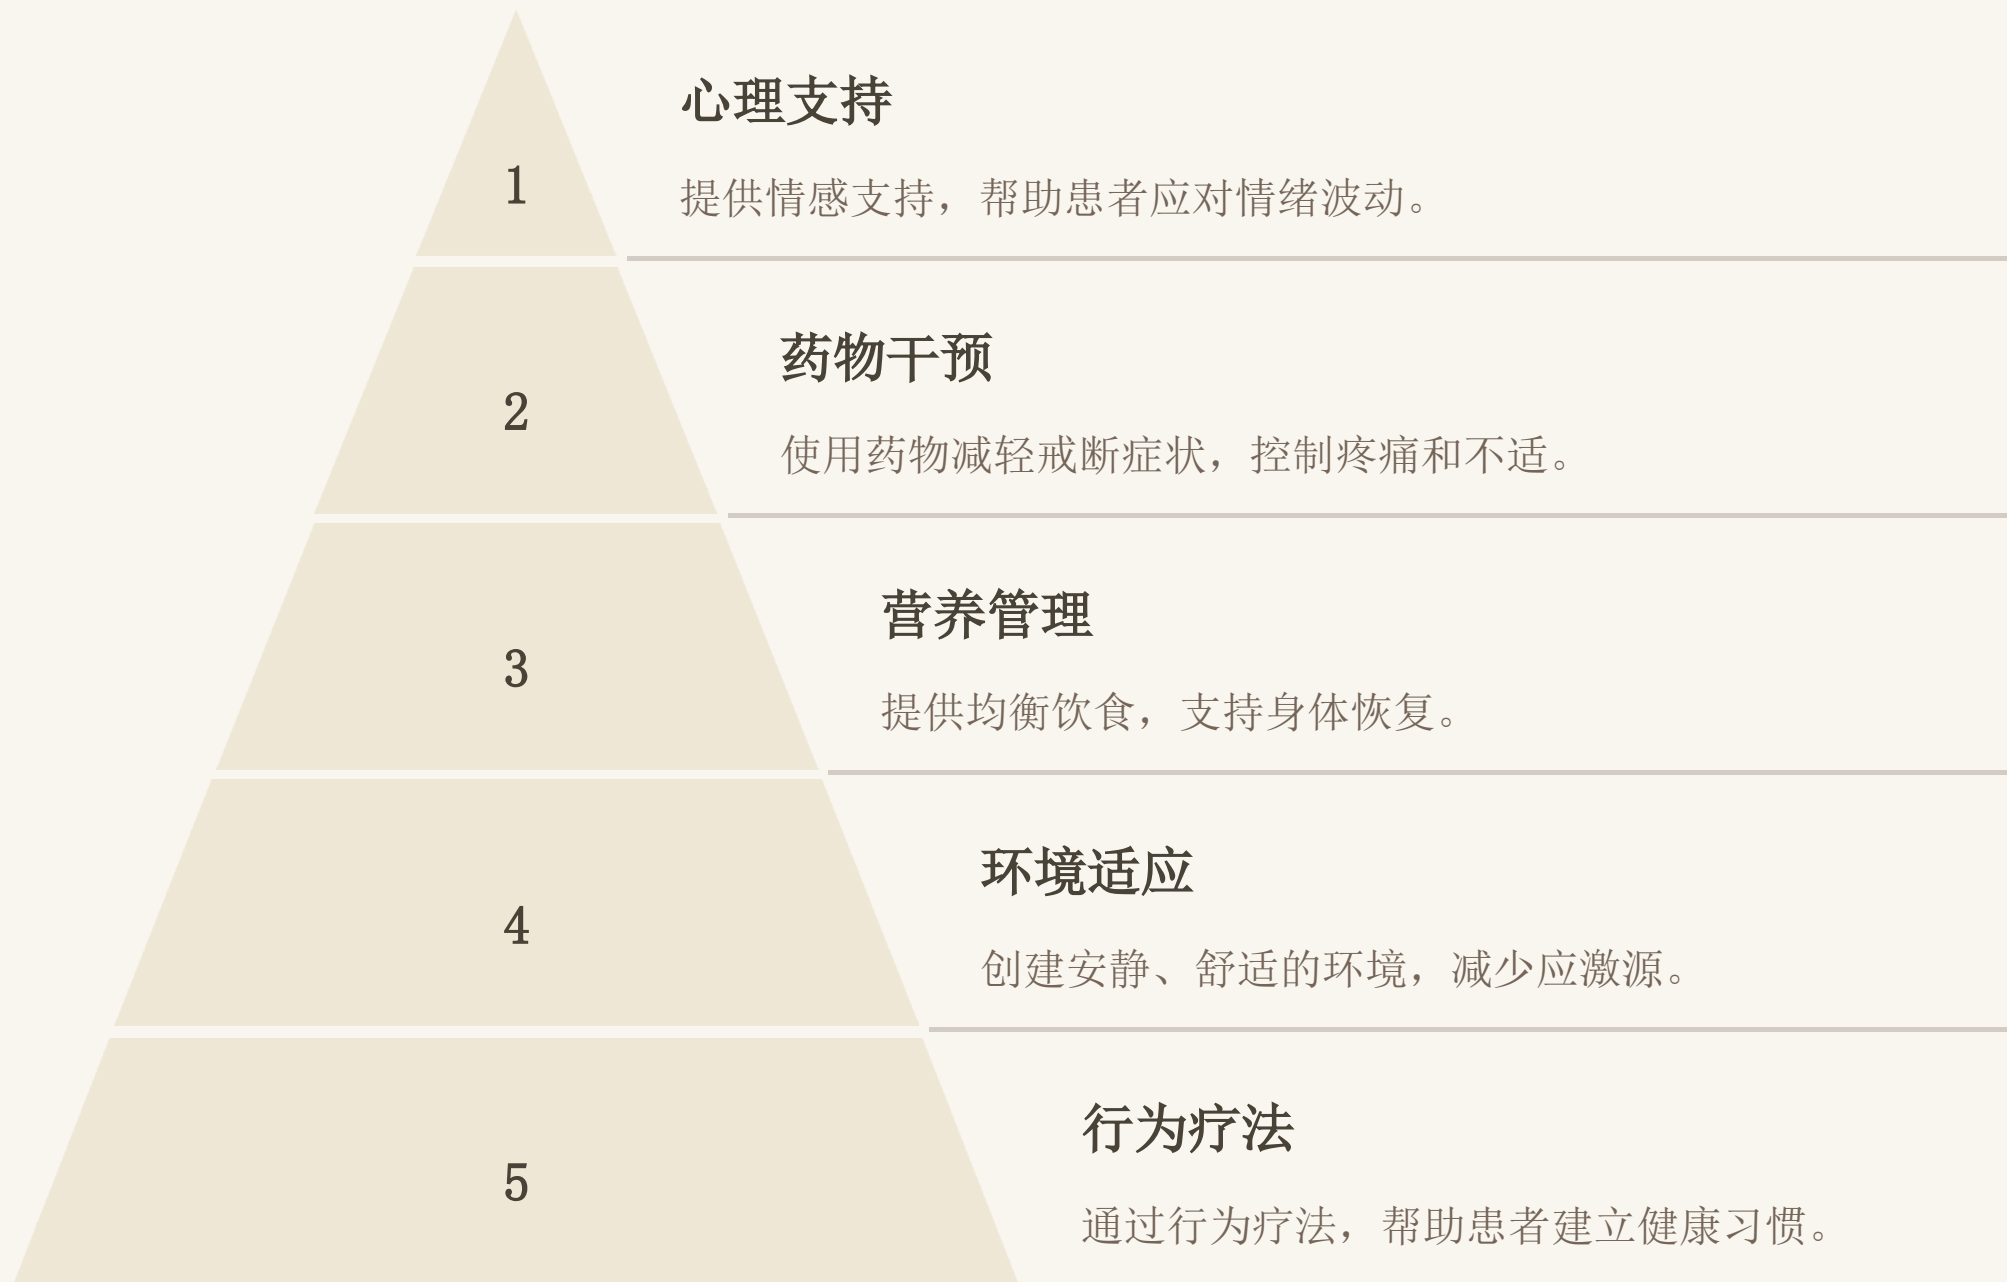 1
心理支持
提供情感支持，帮助患者应对情绪波动。
2
药物干预
使用药物减轻戒断症状，控制疼痛和不适。
3
营养管理
提供均衡饮食，支持身体恢复。
4
环境适应
创建安静、舒适的环境，减少应激源。
5
行为疗法
通过行为疗法，帮助患者建立健康习惯。